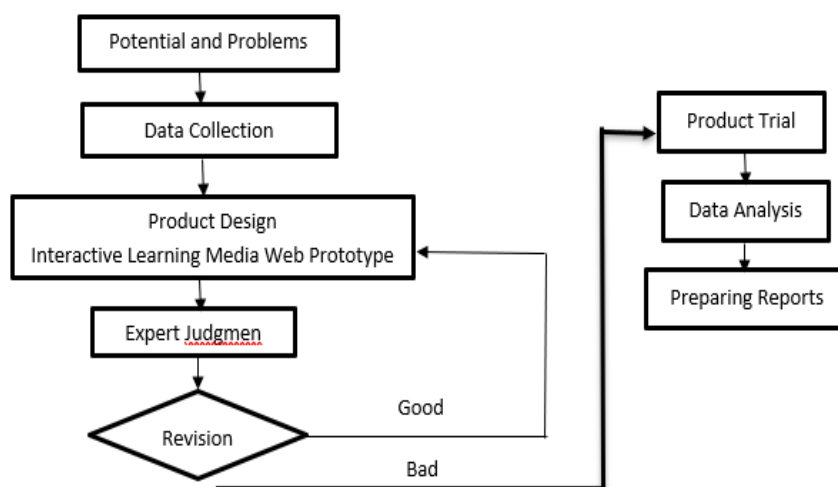 Potential and Problems
Data Collection
Product Design
Interactive Learning Media Web Prototype
Expert Judgmen
Revision
Good
Bad
Product Trial
Data Analysis
Preparing Reports